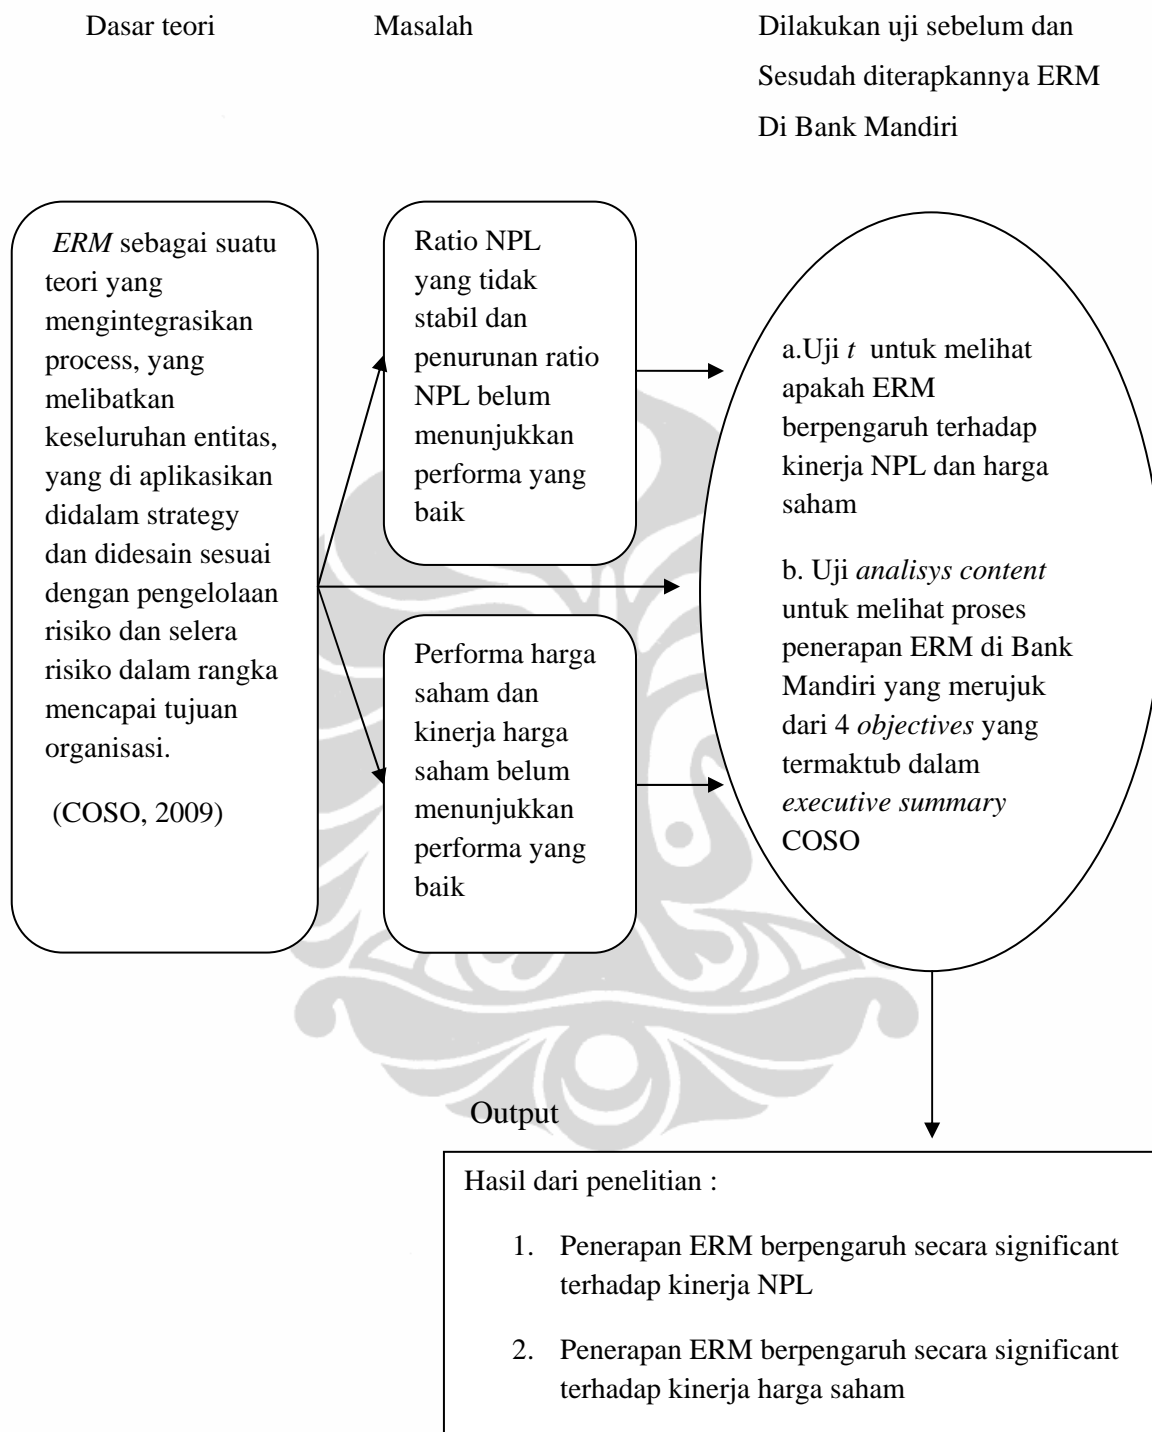 Dasar teori
Masalah
Dilakukan uji sebelum dan
Sesudah diterapkannya ERM
Di Bank Mandiri
ERM sebagai suatu
teori yang
mengintegrasikan
process, yang
melibatkan
keseluruhan entitas,
yang di aplikasikan
didalam strategy
dan didesain sesuai
dengan pengelolaan
risiko dan selera
risiko dalam rangka
mencapai tujuan
organisasi.
(COSO, 2009)
Ratio NPL
yang tidak
stabil dan
penurunan ratio
NPL belum
menunjukkan
performa yang
baik
Performa harga
saham dan
kinerja harga
saham belum
menunjukkan
performa yang
baik
a.Uji t untuk melihat
apakah ERM
berpengaruh terhadap
kinerja NPL dan harga
saham
b. Uji analisys content
untuk melihat proses
penerapan ERM di Bank
Mandiri yang merujuk
dari 4 objectives yang
termaktub dalam
executive summary
COSO
Output
Hasil dari penelitian :
1. Penerapan ERM berpengaruh secara significant
terhadap kinerja NPL
2. Penerapan ERM berpengaruh secara significant
terhadap kinerja harga saham